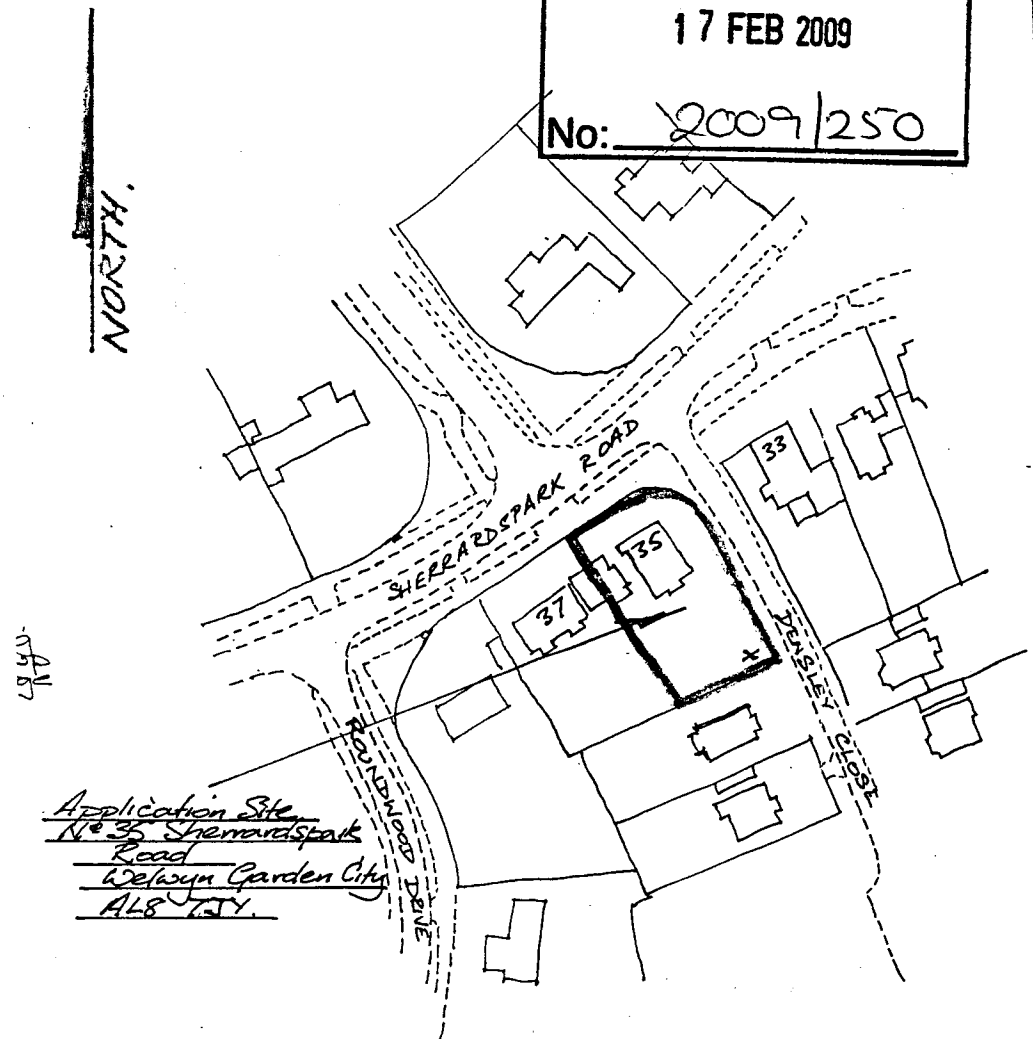 17 FEB 2009
No: 2009/250
NORTH.
SHERRARDSPARK ROAD
33
35
37
DENSLEY CLOSE
ROUNDWOOD DRIVE
Application Site
Nº 35 Sherrardspark
Road
Welwyn Garden City
AL8